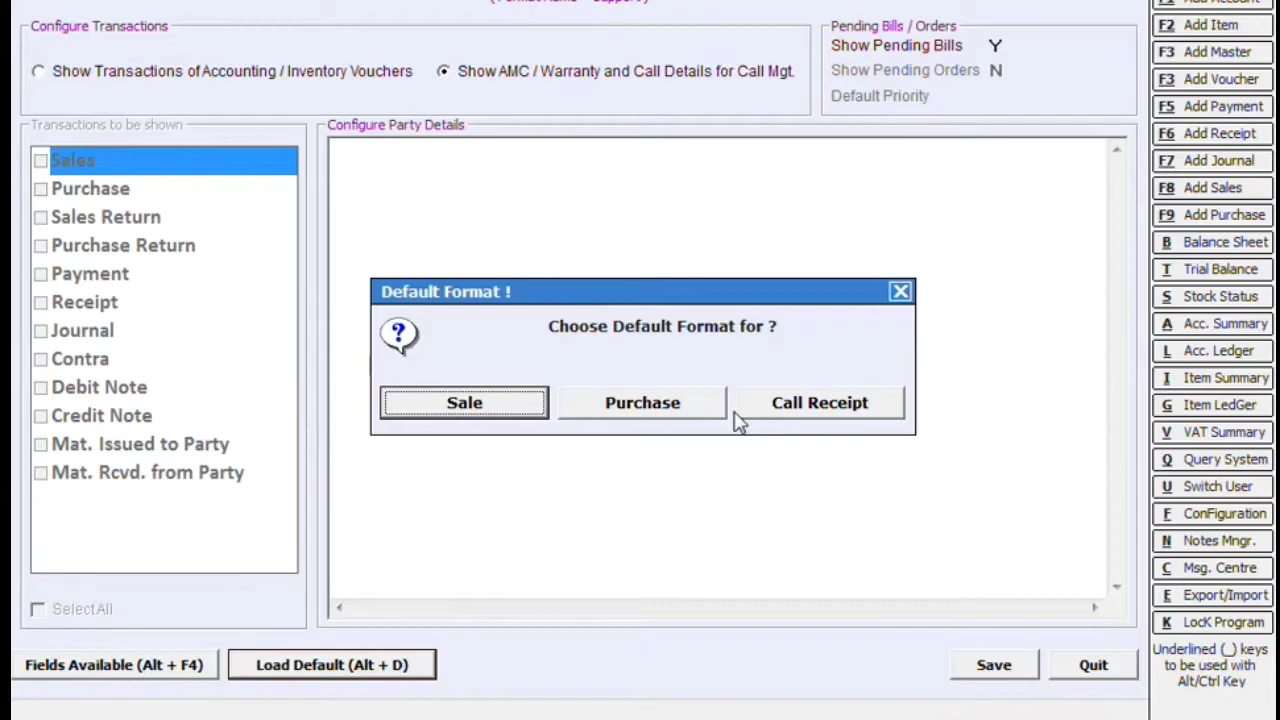 Configure Transactions
Show Transactions of Accounting / Inventory Vouchers
Show AMC / Warranty and Call Details for Call Mgt.
Pending Bills / Orders
Show Pending Bills Y
Show Pending Orders N
Default Priority
Transactions to be shown
Sales
Purchase
Sales Return
Purchase Return
Payment
Receipt
Journal
Contra
Debit Note
Credit Note
Mat. Issued to Party
Mat. Rcvd. from Party
SelectAll
Configure Party Details
Default Format !
Choose Default Format for ?
Sale
Purchase
Call Receipt
Fields Available (Alt + F4)
Load Default (Alt + D)
Save
Quit
F1 Add Account
F2 Add Item
F3 Add Master
F3 Add Voucher
F5 Add Payment
F6 Add Receipt
F7 Add Journal
F8 Add Sales
F9 Add Purchase
B Balance Sheet
T Trial Balance
S Stock Status
A Acc. Summary
L Acc. Ledger
I Item Summary
G Item LedGer
V VAT Summary
Q Query System
U Switch User
F ConFiguration
N Notes Mngr.
C Msg. Centre
E Export/Import
K LocK Program
Underlined (_) keys
to be used with
Alt/Ctrl Key